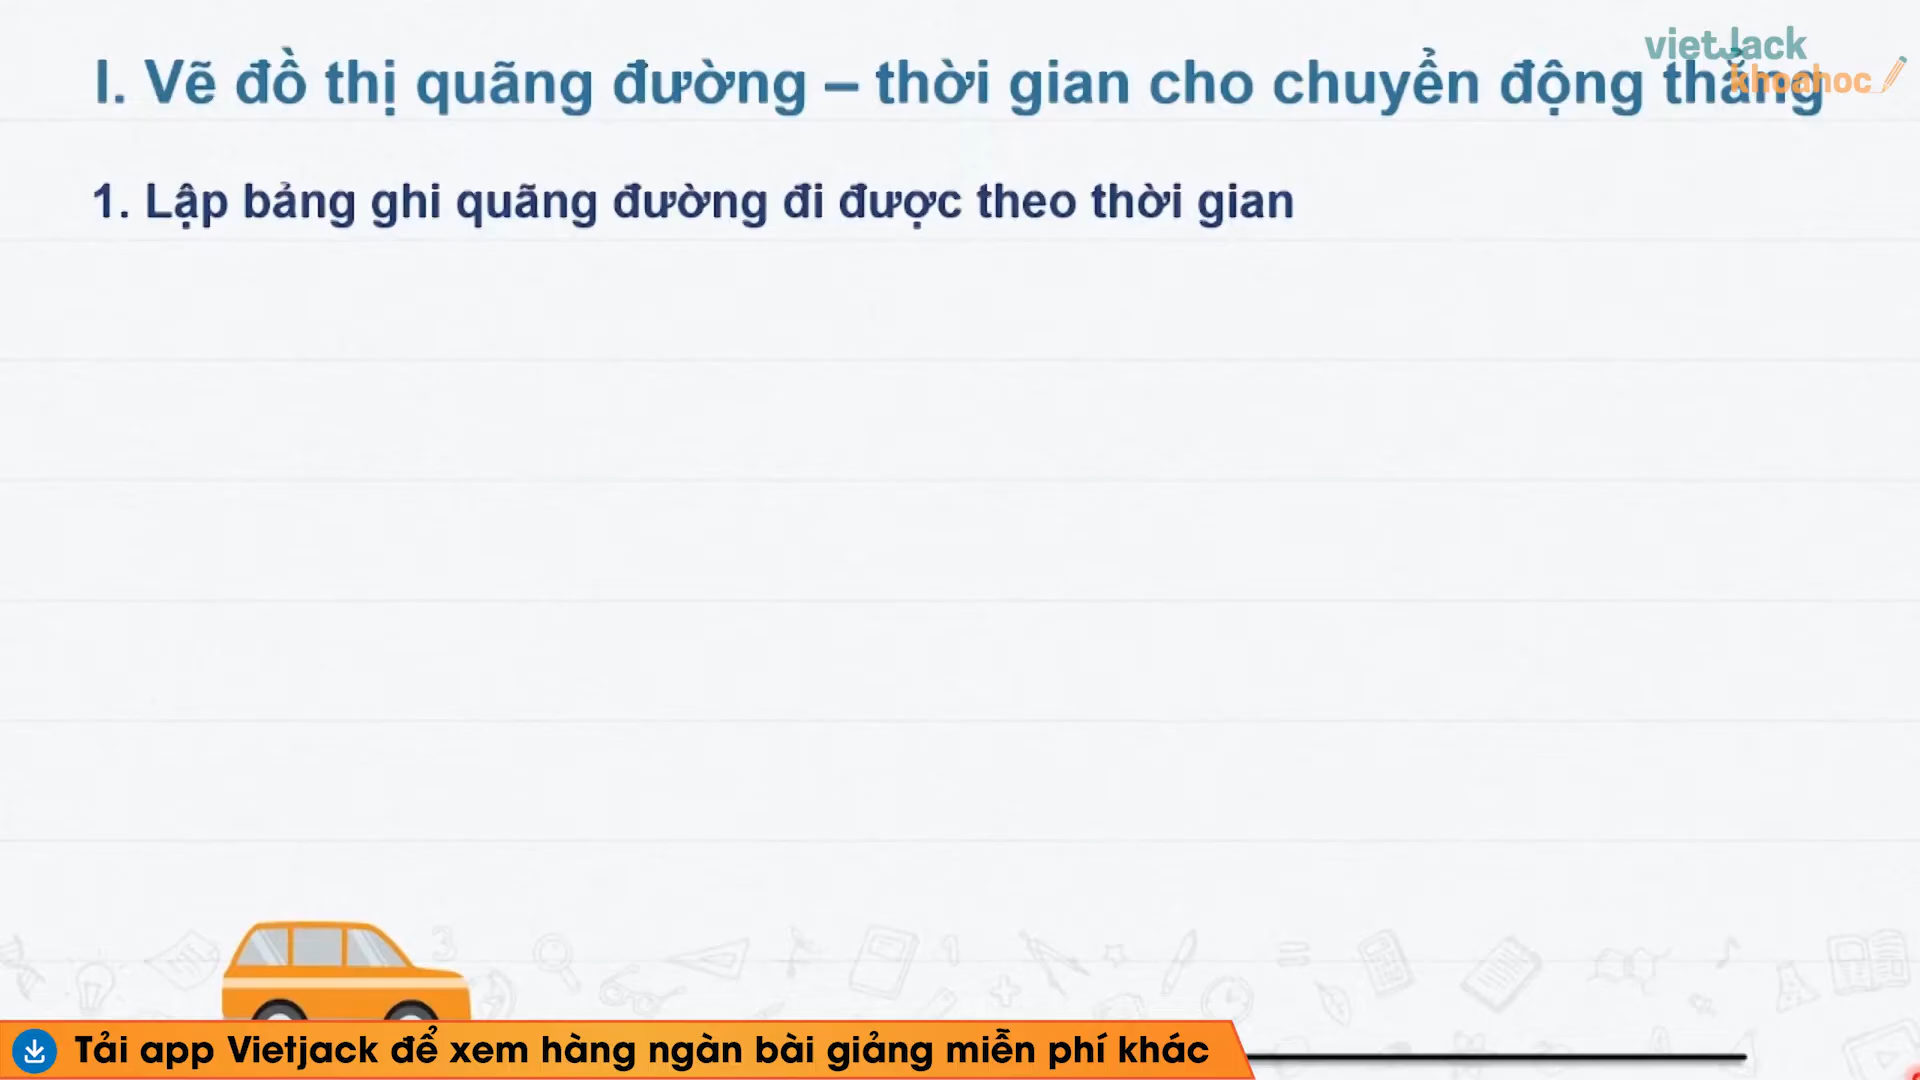 vietJack
khoahoc
I. Vẽ đồ thị quãng đường – thời gian cho chuyển động thẳng
1. Lập bảng ghi quãng đường đi được theo thời gian
Tải app Vietjack để xem hàng ngàn bài giảng miễn phí khác